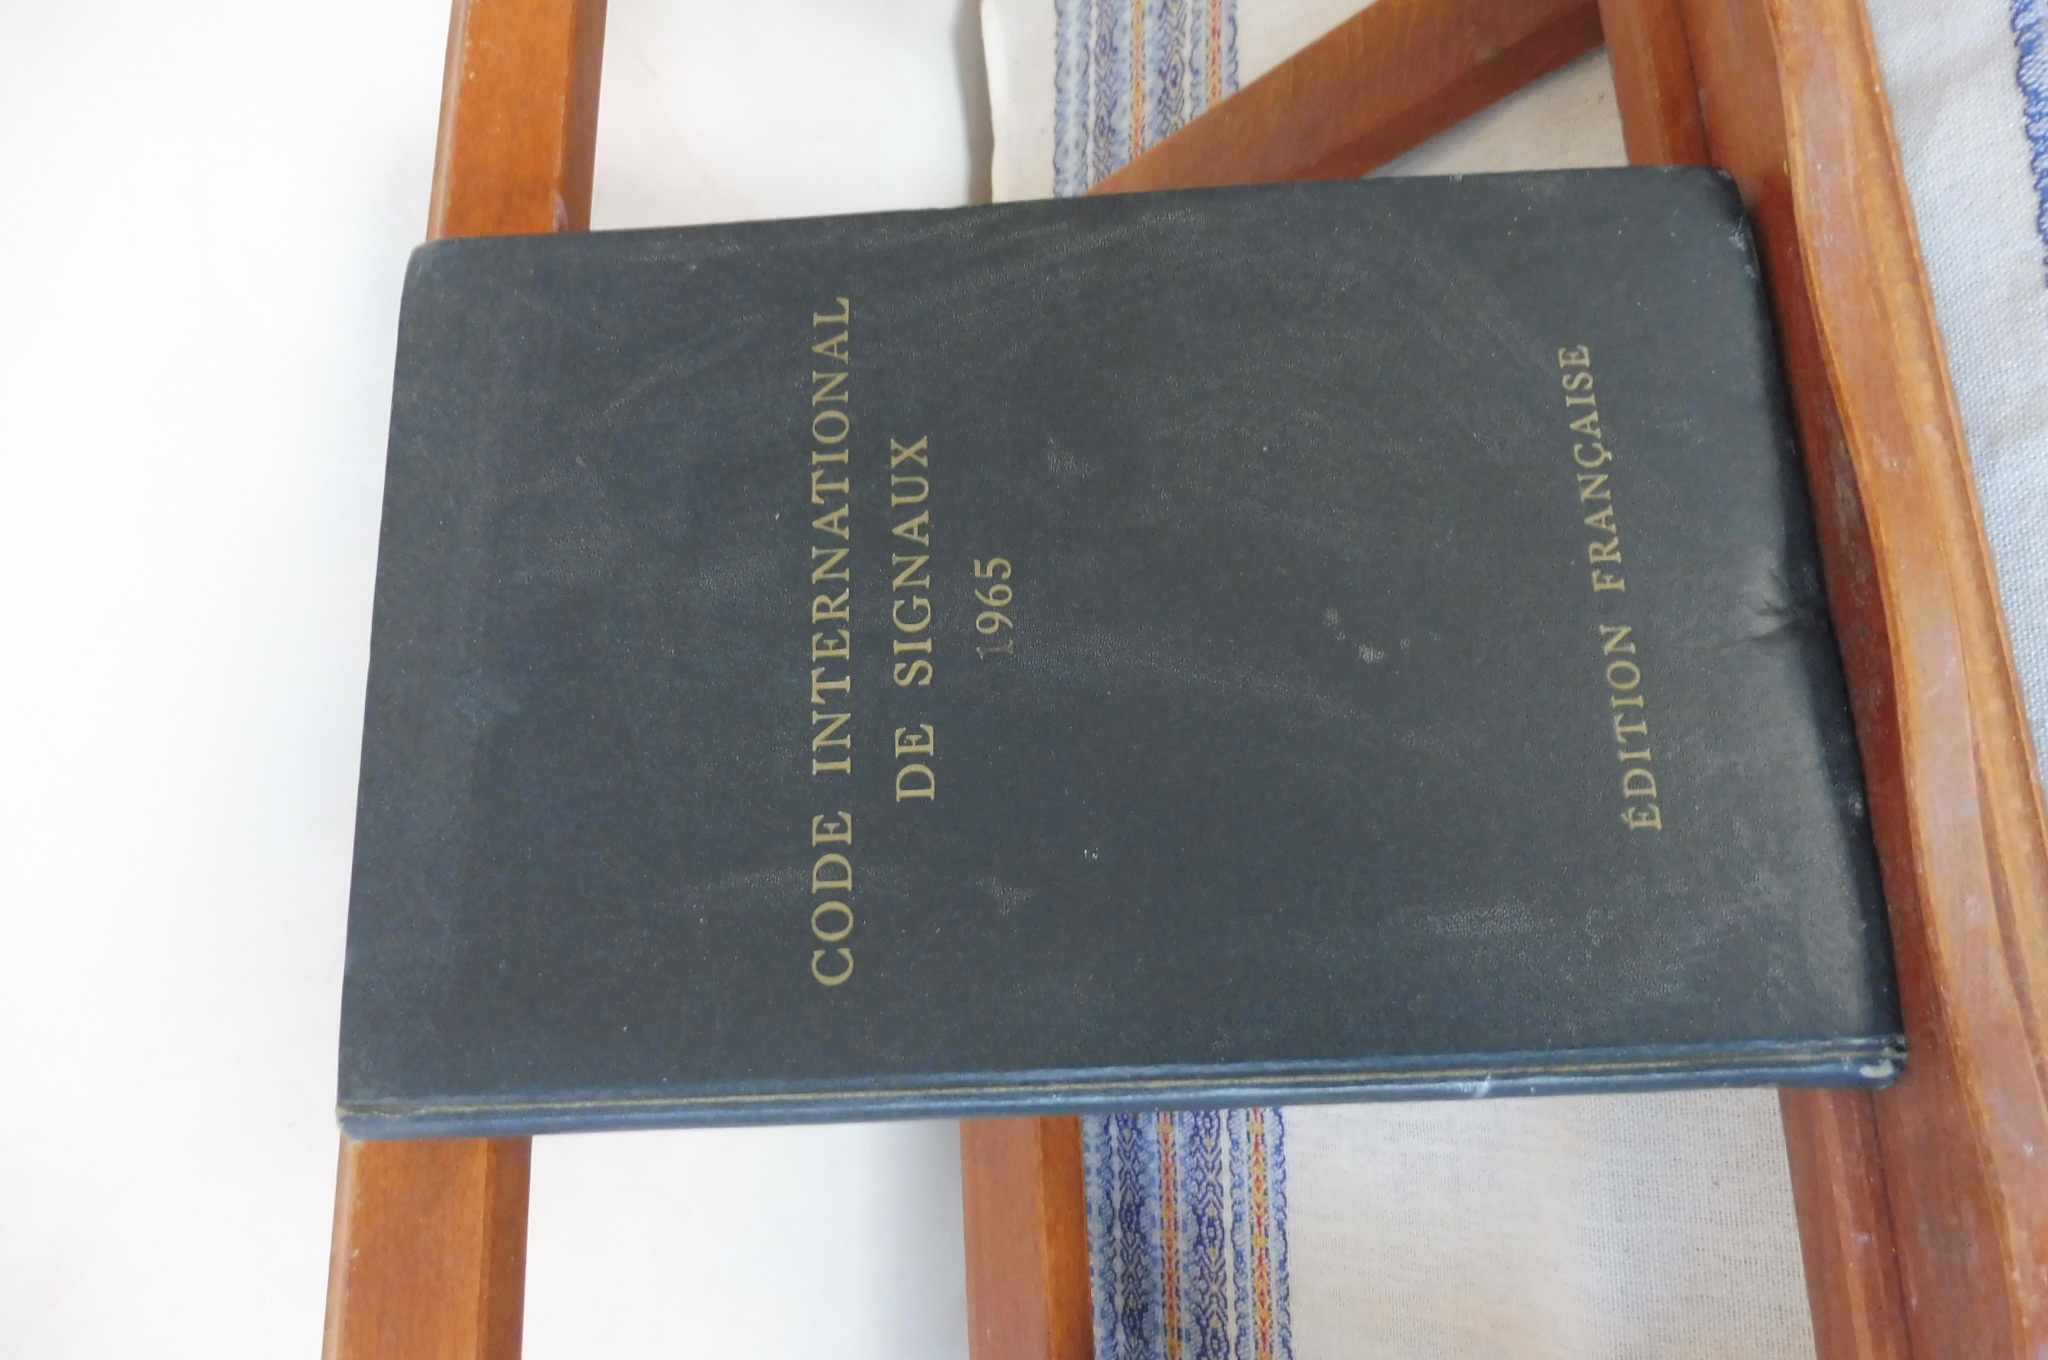 CODE INTERNATIONAL
DE SIGNAUX
1965
ÉDITION FRANÇAISE